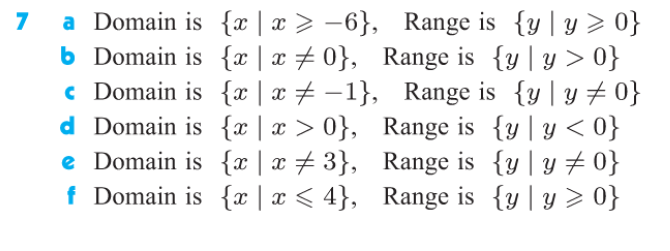 7 a Domain is {x | x ⩾ −6}, Range is {y | y ⩾ 0}
b Domain is {x | x ≠ 0}, Range is {y | y > 0}
c Domain is {x | x ≠ −1}, Range is {y | y ≠ 0}
d Domain is {x | x > 0}, Range is {y | y < 0}
e Domain is {x | x ≠ 3}, Range is {y | y ≠ 0}
f Domain is {x | x ⩽ 4}, Range is {y | y ⩾ 0}